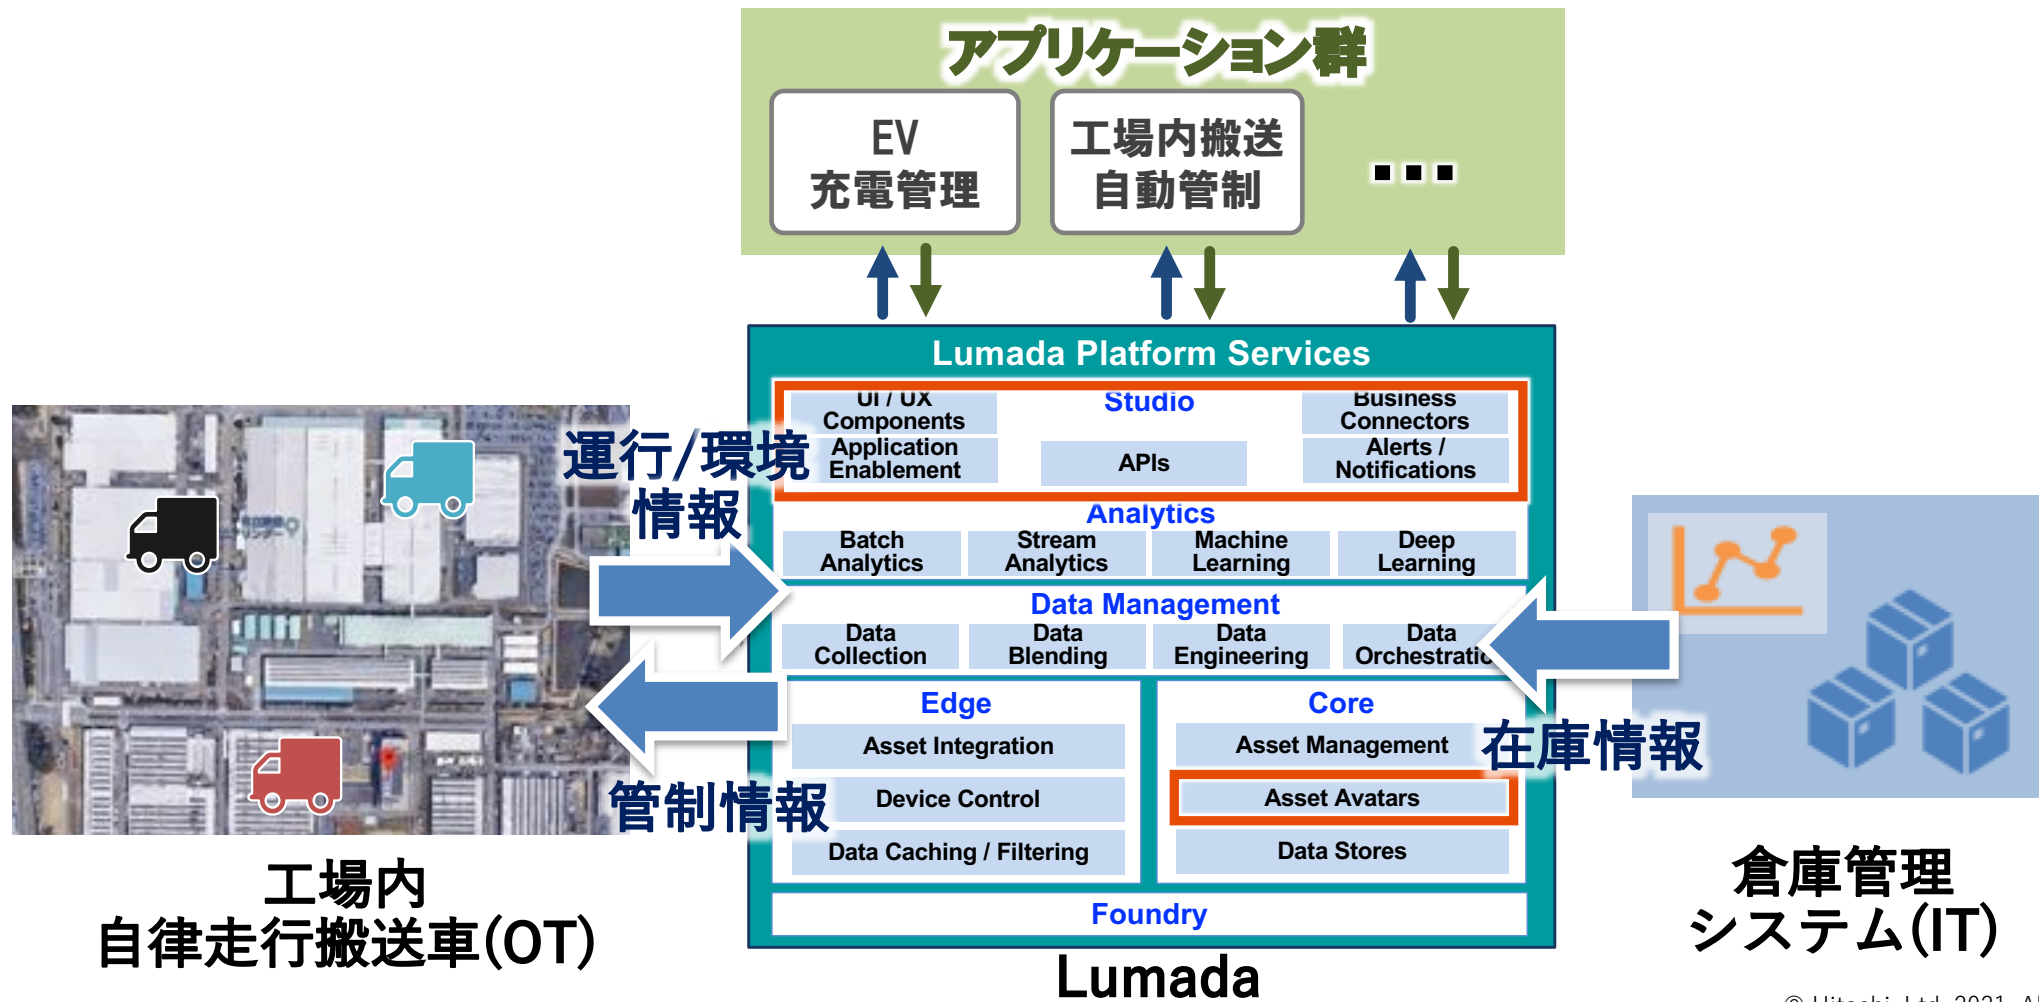 アプリケーション群
EV
充電管理
工場内搬送
自動管制
...
Lumada Platform Services
UI / UX
Components
Studio
Business
Connectors
Application
Enablement
APIs
Alerts /
Notifications
Analytics
Batch
Analytics
Stream
Analytics
Machine
Learning
Deep
Learning
Data Management
Data
Collection
Data
Blending
Data
Engineering
Data
Orchestratio
Edge
Asset Integration
Device Control
Data Caching / Filtering
Core
Asset Management
Asset Avatars
Data Stores
Foundry
Lumada
運行/環境
情報
管制情報
在庫情報
工場内
自律走行搬送車(OT)
倉庫管理
システム(IT)
© Hitachi, Ltd. 2021. Al